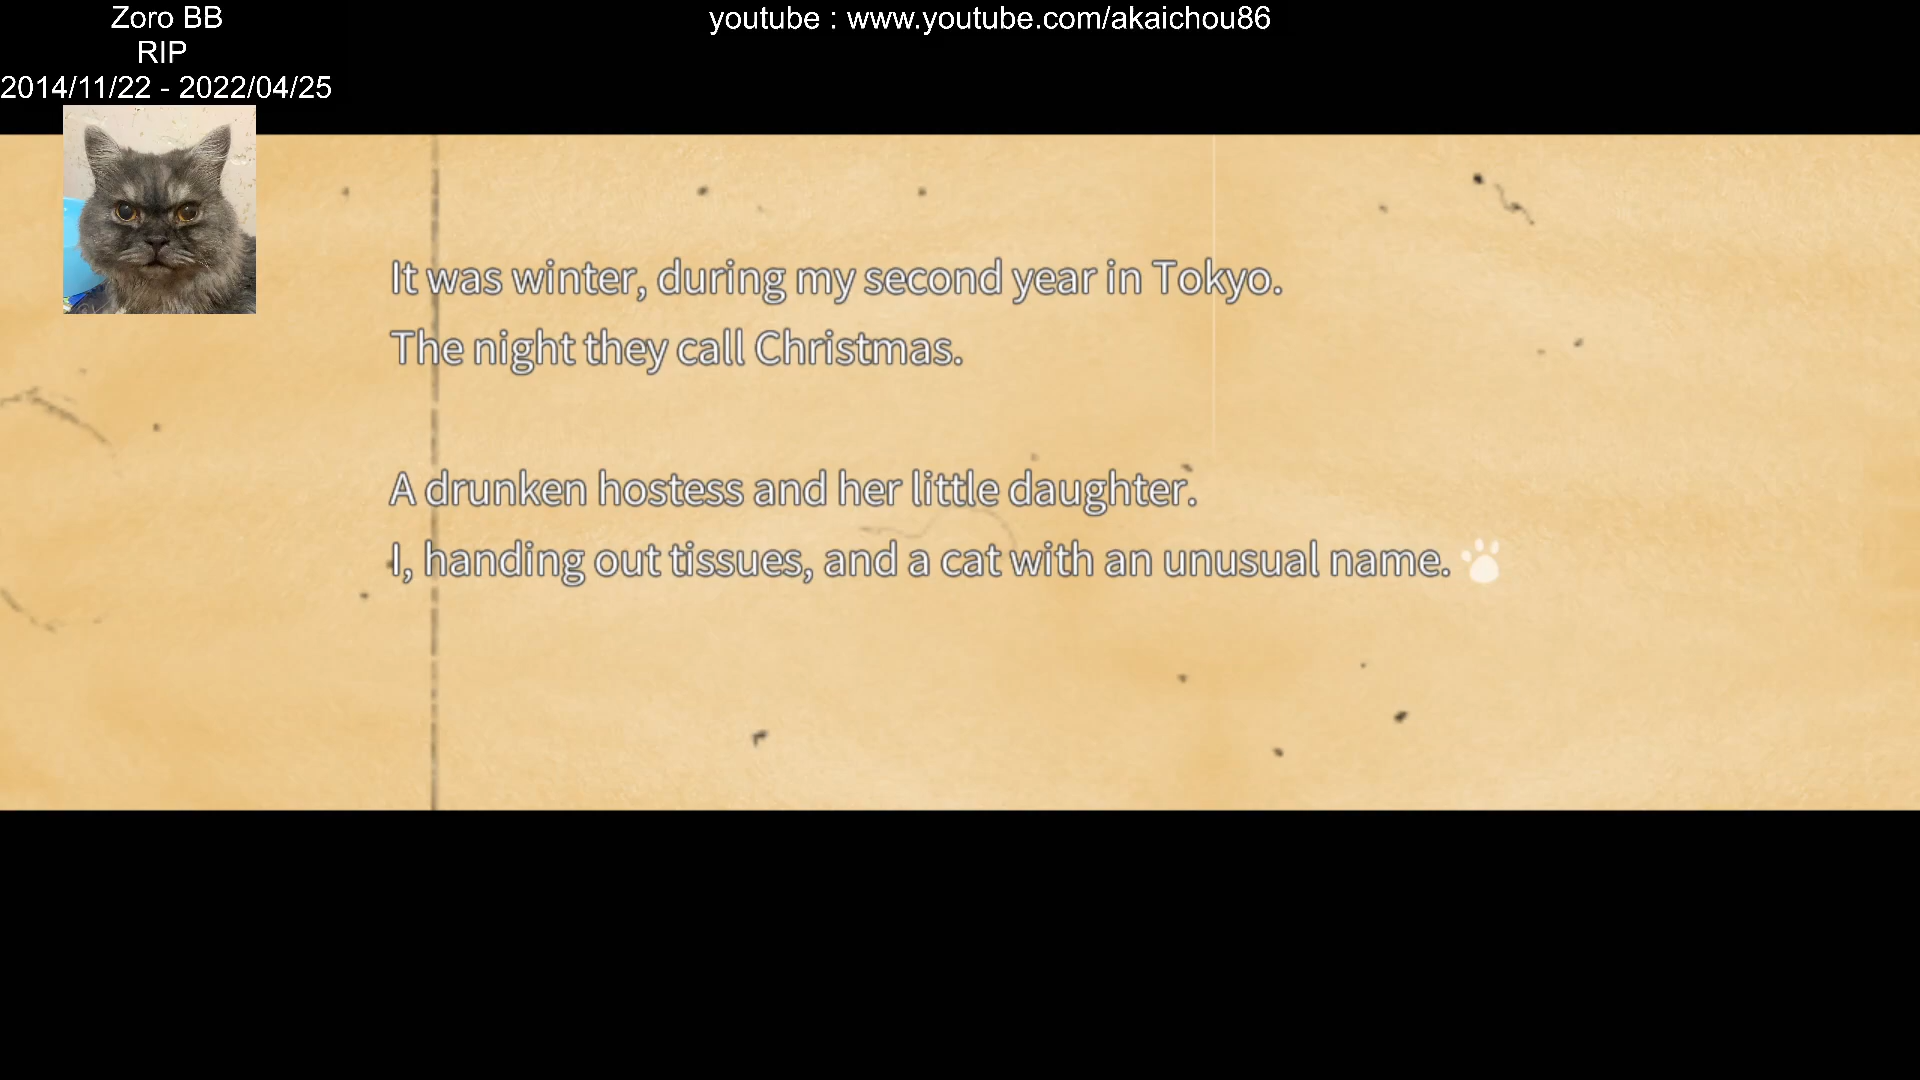 Zoro BB
RIP
2014/11/22 - 2022/04/25
youtube : www.youtube.com/akaichou86
It was winter, during my second year in Tokyo.
The night they call Christmas.
A drunken hostess and her little daughter.
I, handing out tissues, and a cat with an unusual name.